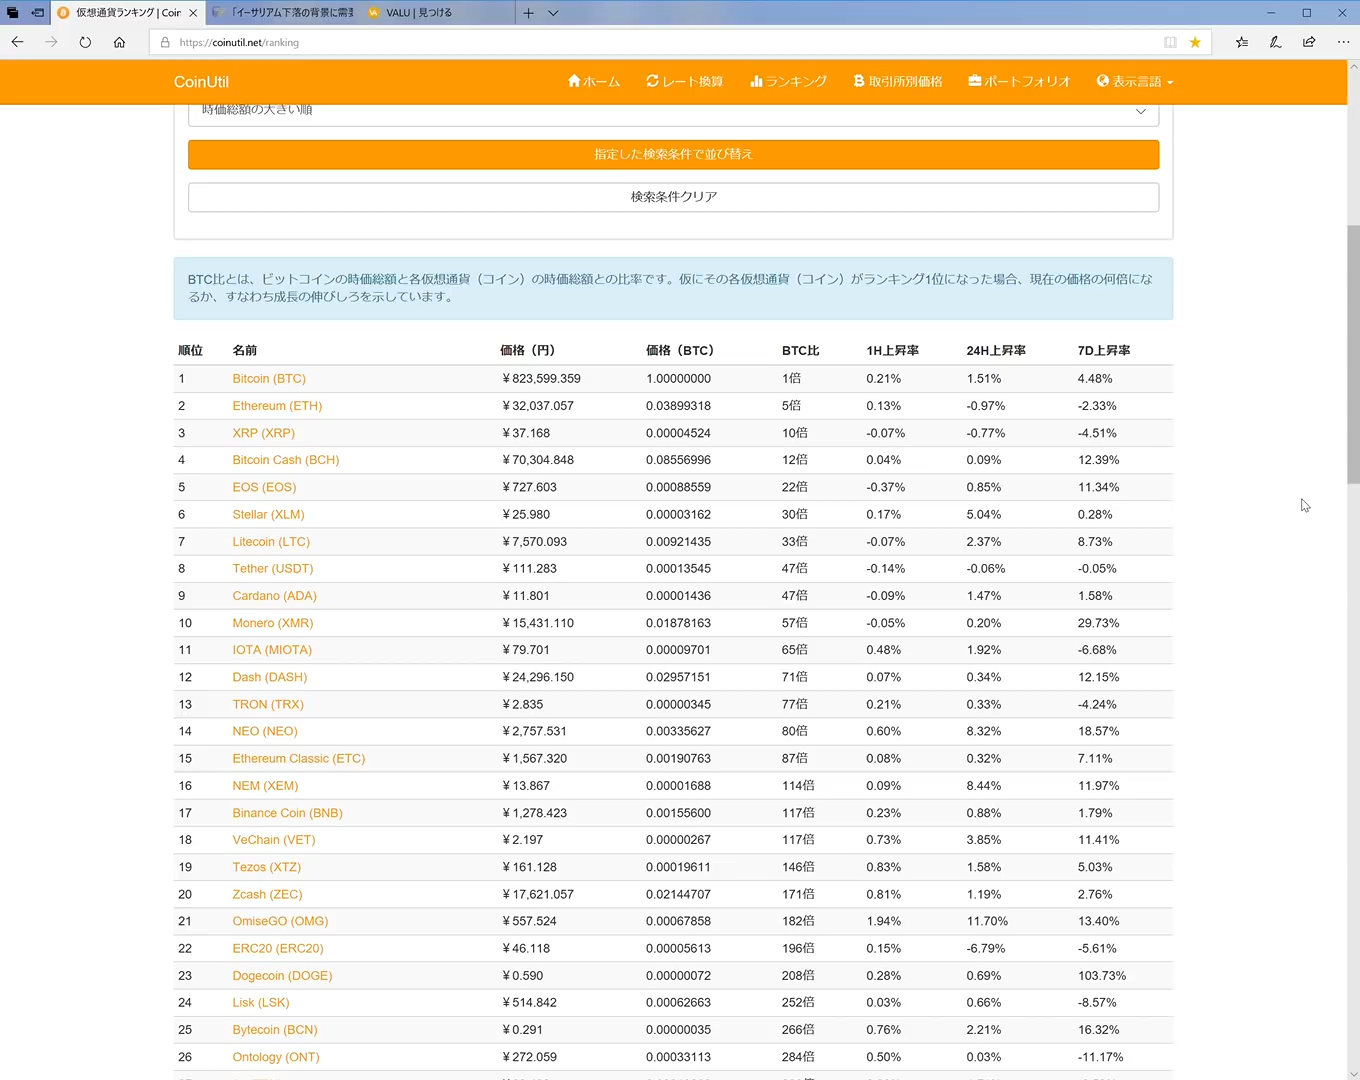 仮想通貨ランキング | Coin
「イーサリアム下落の背景に需要
VALU | 見つける
https://coinutil.net/ranking
CoinUtil
ホーム
レート換算
ランキング
取引所別価格
ポートフォリオ
表示言語
時価総額の大きい順
指定した検索条件で並び替え
検索条件クリア
BTC比とは、ビットコインの時価総額と各仮想通貨（コイン）の時価総額との比率です。仮にその各仮想通貨（コイン）がランキング1位になった場合、現在の価格の何倍にな
るか、すなわち成長の伸びしろを示しています。
順位 名前 価格（円） 価格（BTC） BTC比 1H上昇率 24H上昇率 7D上昇率
1 Bitcoin (BTC) ¥823,599.359 1.00000000 1倍 0.21% 1.51% 4.48%
2 Ethereum (ETH) ¥32,037.057 0.03899318 5倍 0.13% -0.97% -2.33%
3 XRP (XRP) ¥37.168 0.00004524 10倍 -0.07% -0.77% -4.51%
4 Bitcoin Cash (BCH) ¥70,304.848 0.08556996 12倍 0.04% 0.09% 12.39%
5 EOS (EOS) ¥727.603 0.00088559 22倍 -0.37% 0.85% 11.34%
6 Stellar (XLM) ¥25.980 0.00003162 30倍 0.17% 5.04% 0.28%
7 Litecoin (LTC) ¥7,570.093 0.00921435 33倍 -0.07% 2.37% 8.73%
8 Tether (USDT) ¥111.283 0.00013545 47倍 -0.14% -0.06% -0.05%
9 Cardano (ADA) ¥11.801 0.00001436 47倍 -0.09% 1.47% 1.58%
10 Monero (XMR) ¥15,431.110 0.01878163 57倍 -0.05% 0.20% 29.73%
11 IOTA (MIOTA) ¥79.701 0.00009701 65倍 0.48% 1.92% -6.68%
12 Dash (DASH) ¥24,296.150 0.02957151 71倍 0.07% 0.34% 12.15%
13 TRON (TRX) ¥2.835 0.00000345 77倍 0.21% 0.33% -4.24%
14 NEO (NEO) ¥2,757.531 0.00335627 80倍 0.60% 8.32% 18.57%
15 Ethereum Classic (ETC) ¥1,567.320 0.00190763 87倍 0.08% 0.32% 7.11%
16 NEM (XEM) ¥13.867 0.00001688 114倍 0.09% 8.44% 11.97%
17 Binance Coin (BNB) ¥1,278.423 0.00155600 117倍 0.23% 0.88% 1.79%
18 VeChain (VET) ¥2.197 0.00000267 117倍 0.73% 3.85% 11.41%
19 Tezos (XTZ) ¥161.128 0.00019611 146倍 0.83% 1.58% 5.03%
20 Zcash (ZEC) ¥17,621.057 0.02144707 171倍 0.81% 1.19% 2.76%
21 OmiseGO (OMG) ¥557.524 0.00067858 182倍 1.94% 11.70% 13.40%
22 ERC20 (ERC20) ¥46.118 0.00005613 196倍 0.15% -6.79% -5.61%
23 Dogecoin (DOGE) ¥0.590 0.00000072 208倍 0.28% 0.69% 103.73%
24 Lisk (LSK) ¥514.842 0.00062663 252倍 0.03% 0.66% -8.57%
25 Bytecoin (BCN) ¥0.291 0.00000035 266倍 0.76% 2.21% 16.32%
26 Ontology (ONT) ¥272.059 0.00033113 284倍 0.50% 0.03% -11.17%